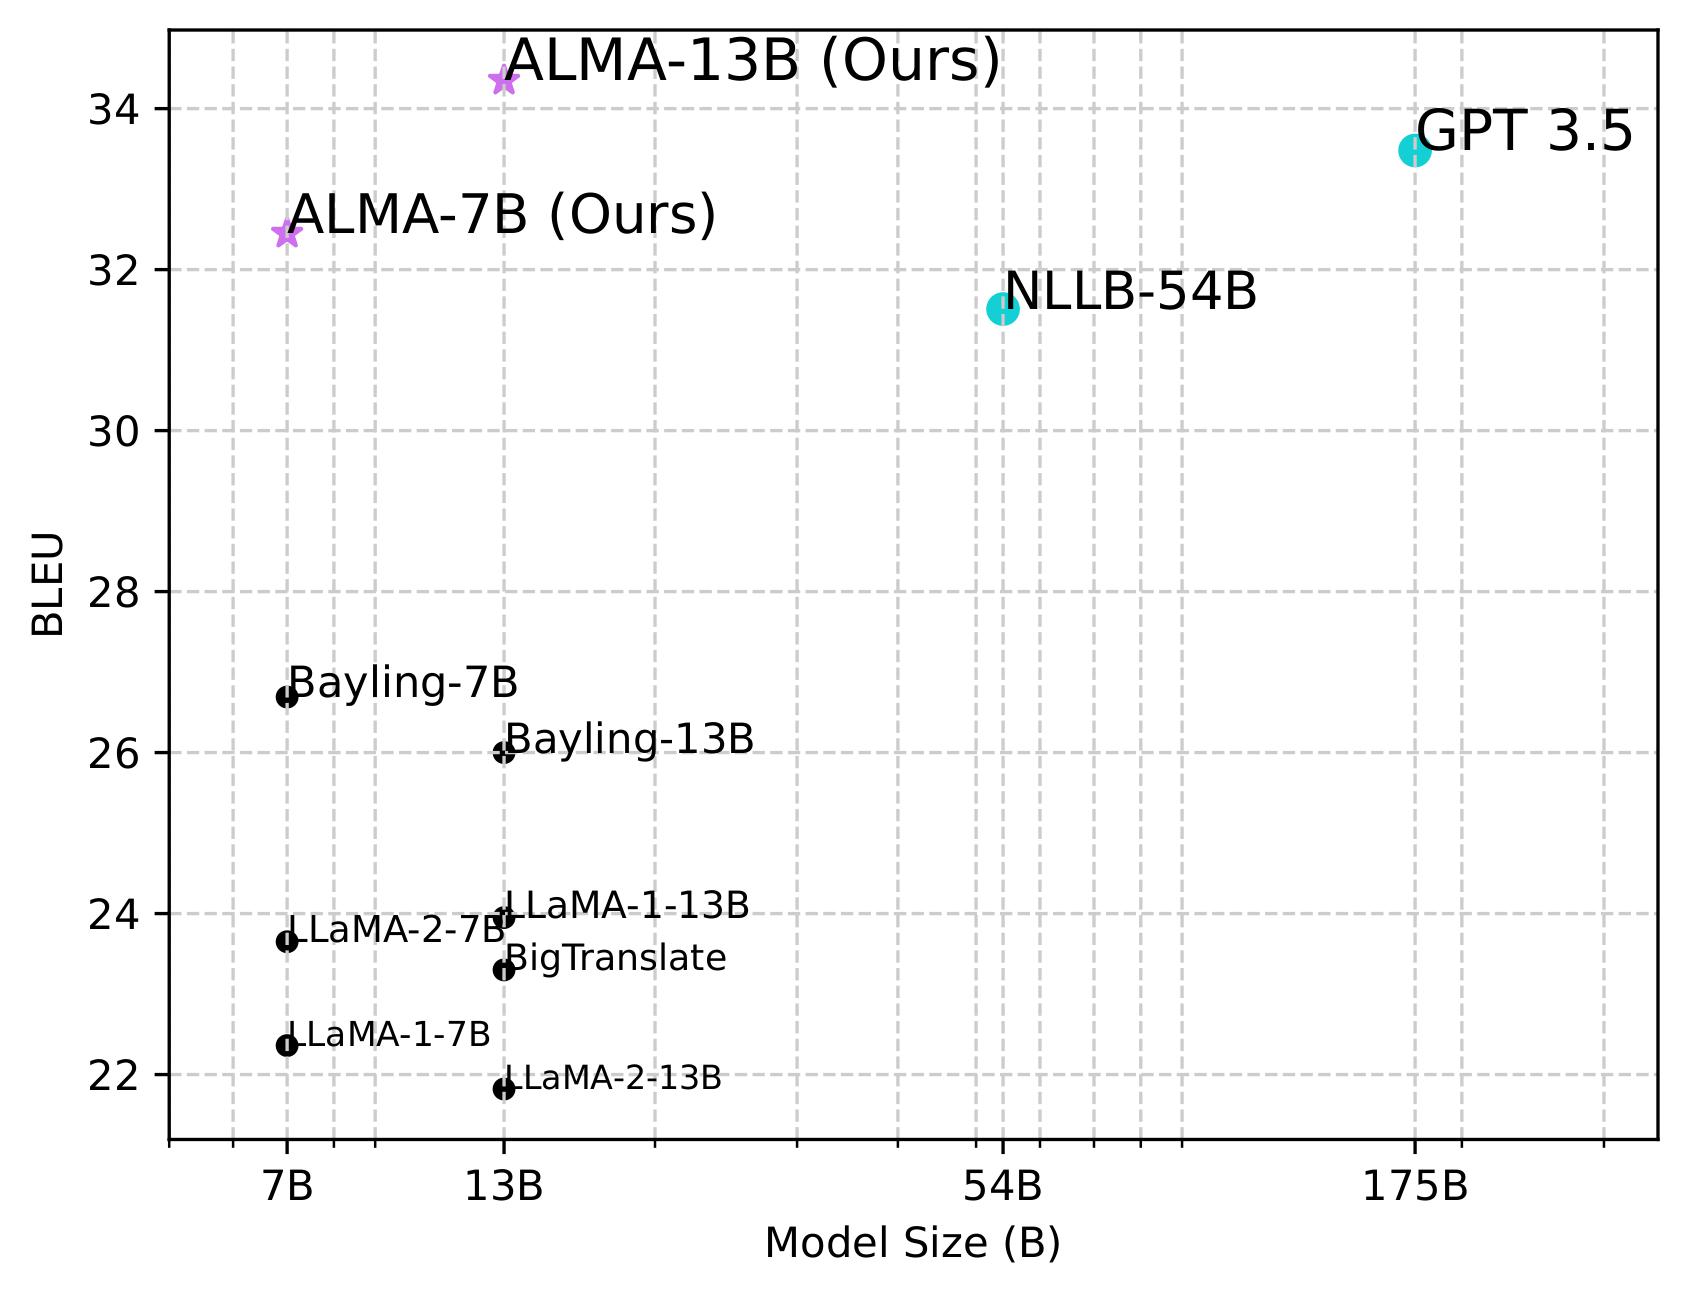 ALMA-13B (Ours)
34
GPT 3.5
ALMA-7B (Ours)
32
NLLB-54B
30
BLEU
28
Bayling-7B
26
Bayling-13B
LLaMA-1-13B
24
LLaMA-2-7B
BigTranslate
LLaMA-1-7B
22
LLaMA-2-13B
7B 13B 54B 175B
Model Size (B)